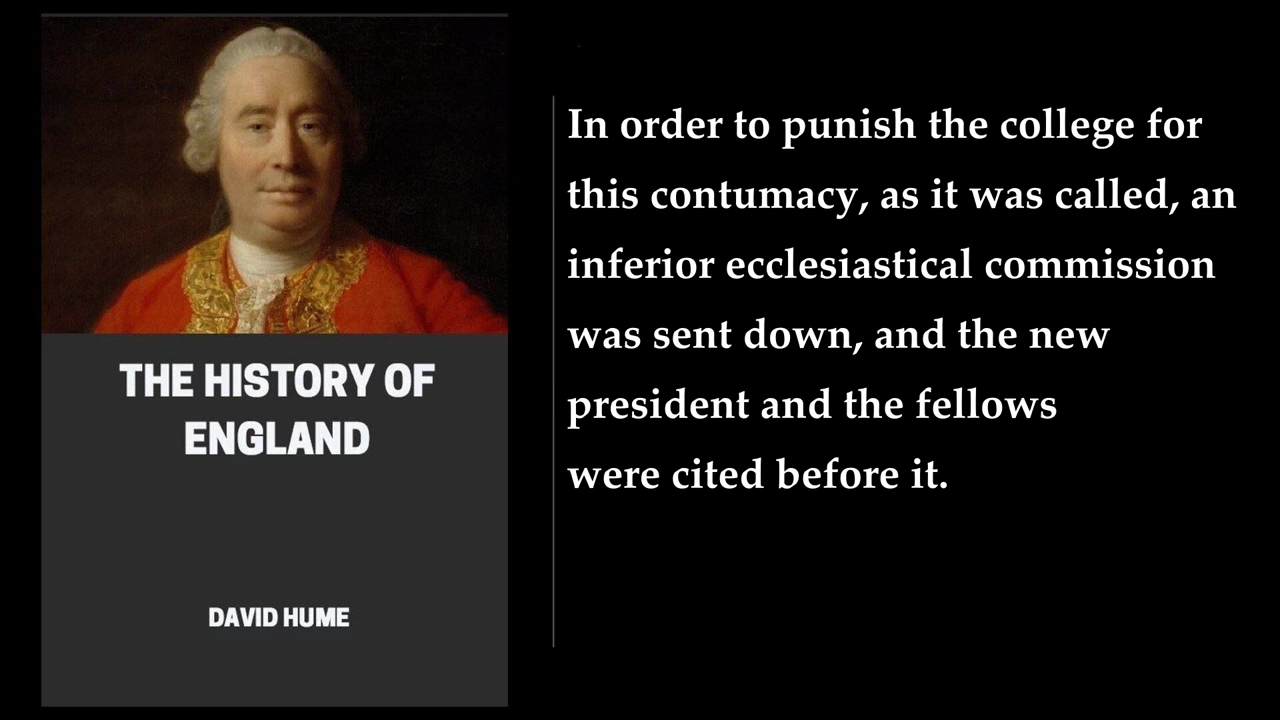 THE HISTORY OF
ENGLAND
DAVID HUME
In order to punish the college for
this contumacy, as it was called, an
inferior ecclesiastical commission
was sent down, and the new
president and the fellows
were cited before it.